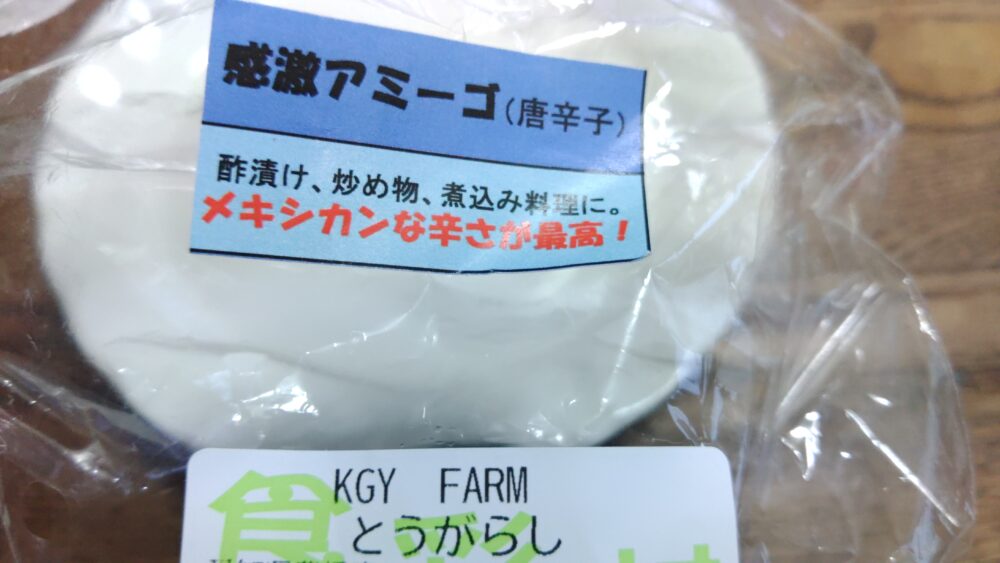 感激アミーゴ(唐辛子)
酢漬け、炒め物、煮込み料理に。
メキシカンな辛さが最高!
KGY FARM
とうがらし
食彩